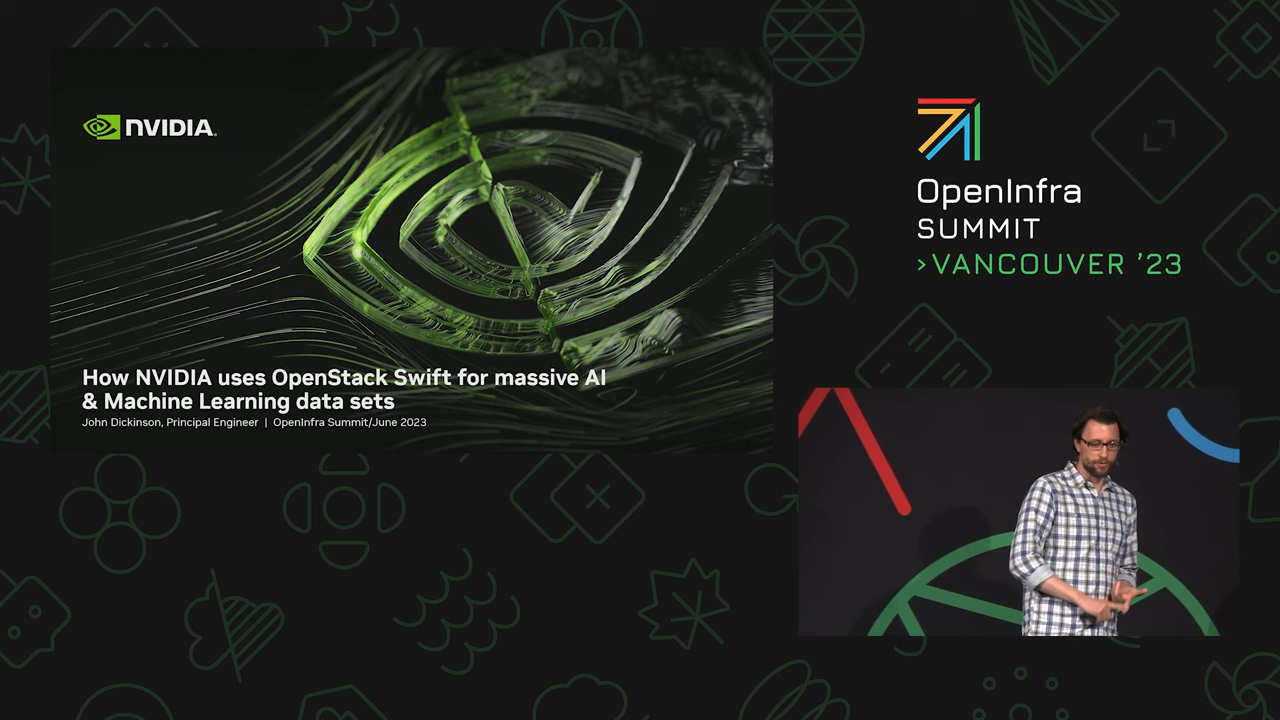 NVIDIA.
How NVIDIA uses OpenStack Swift for massive AI
& Machine Learning data sets
John Dickinson, Principal Engineer | OpenInfra Summit/June 2023
OpenInfra
SUMMIT
>VANCOUVER ’23